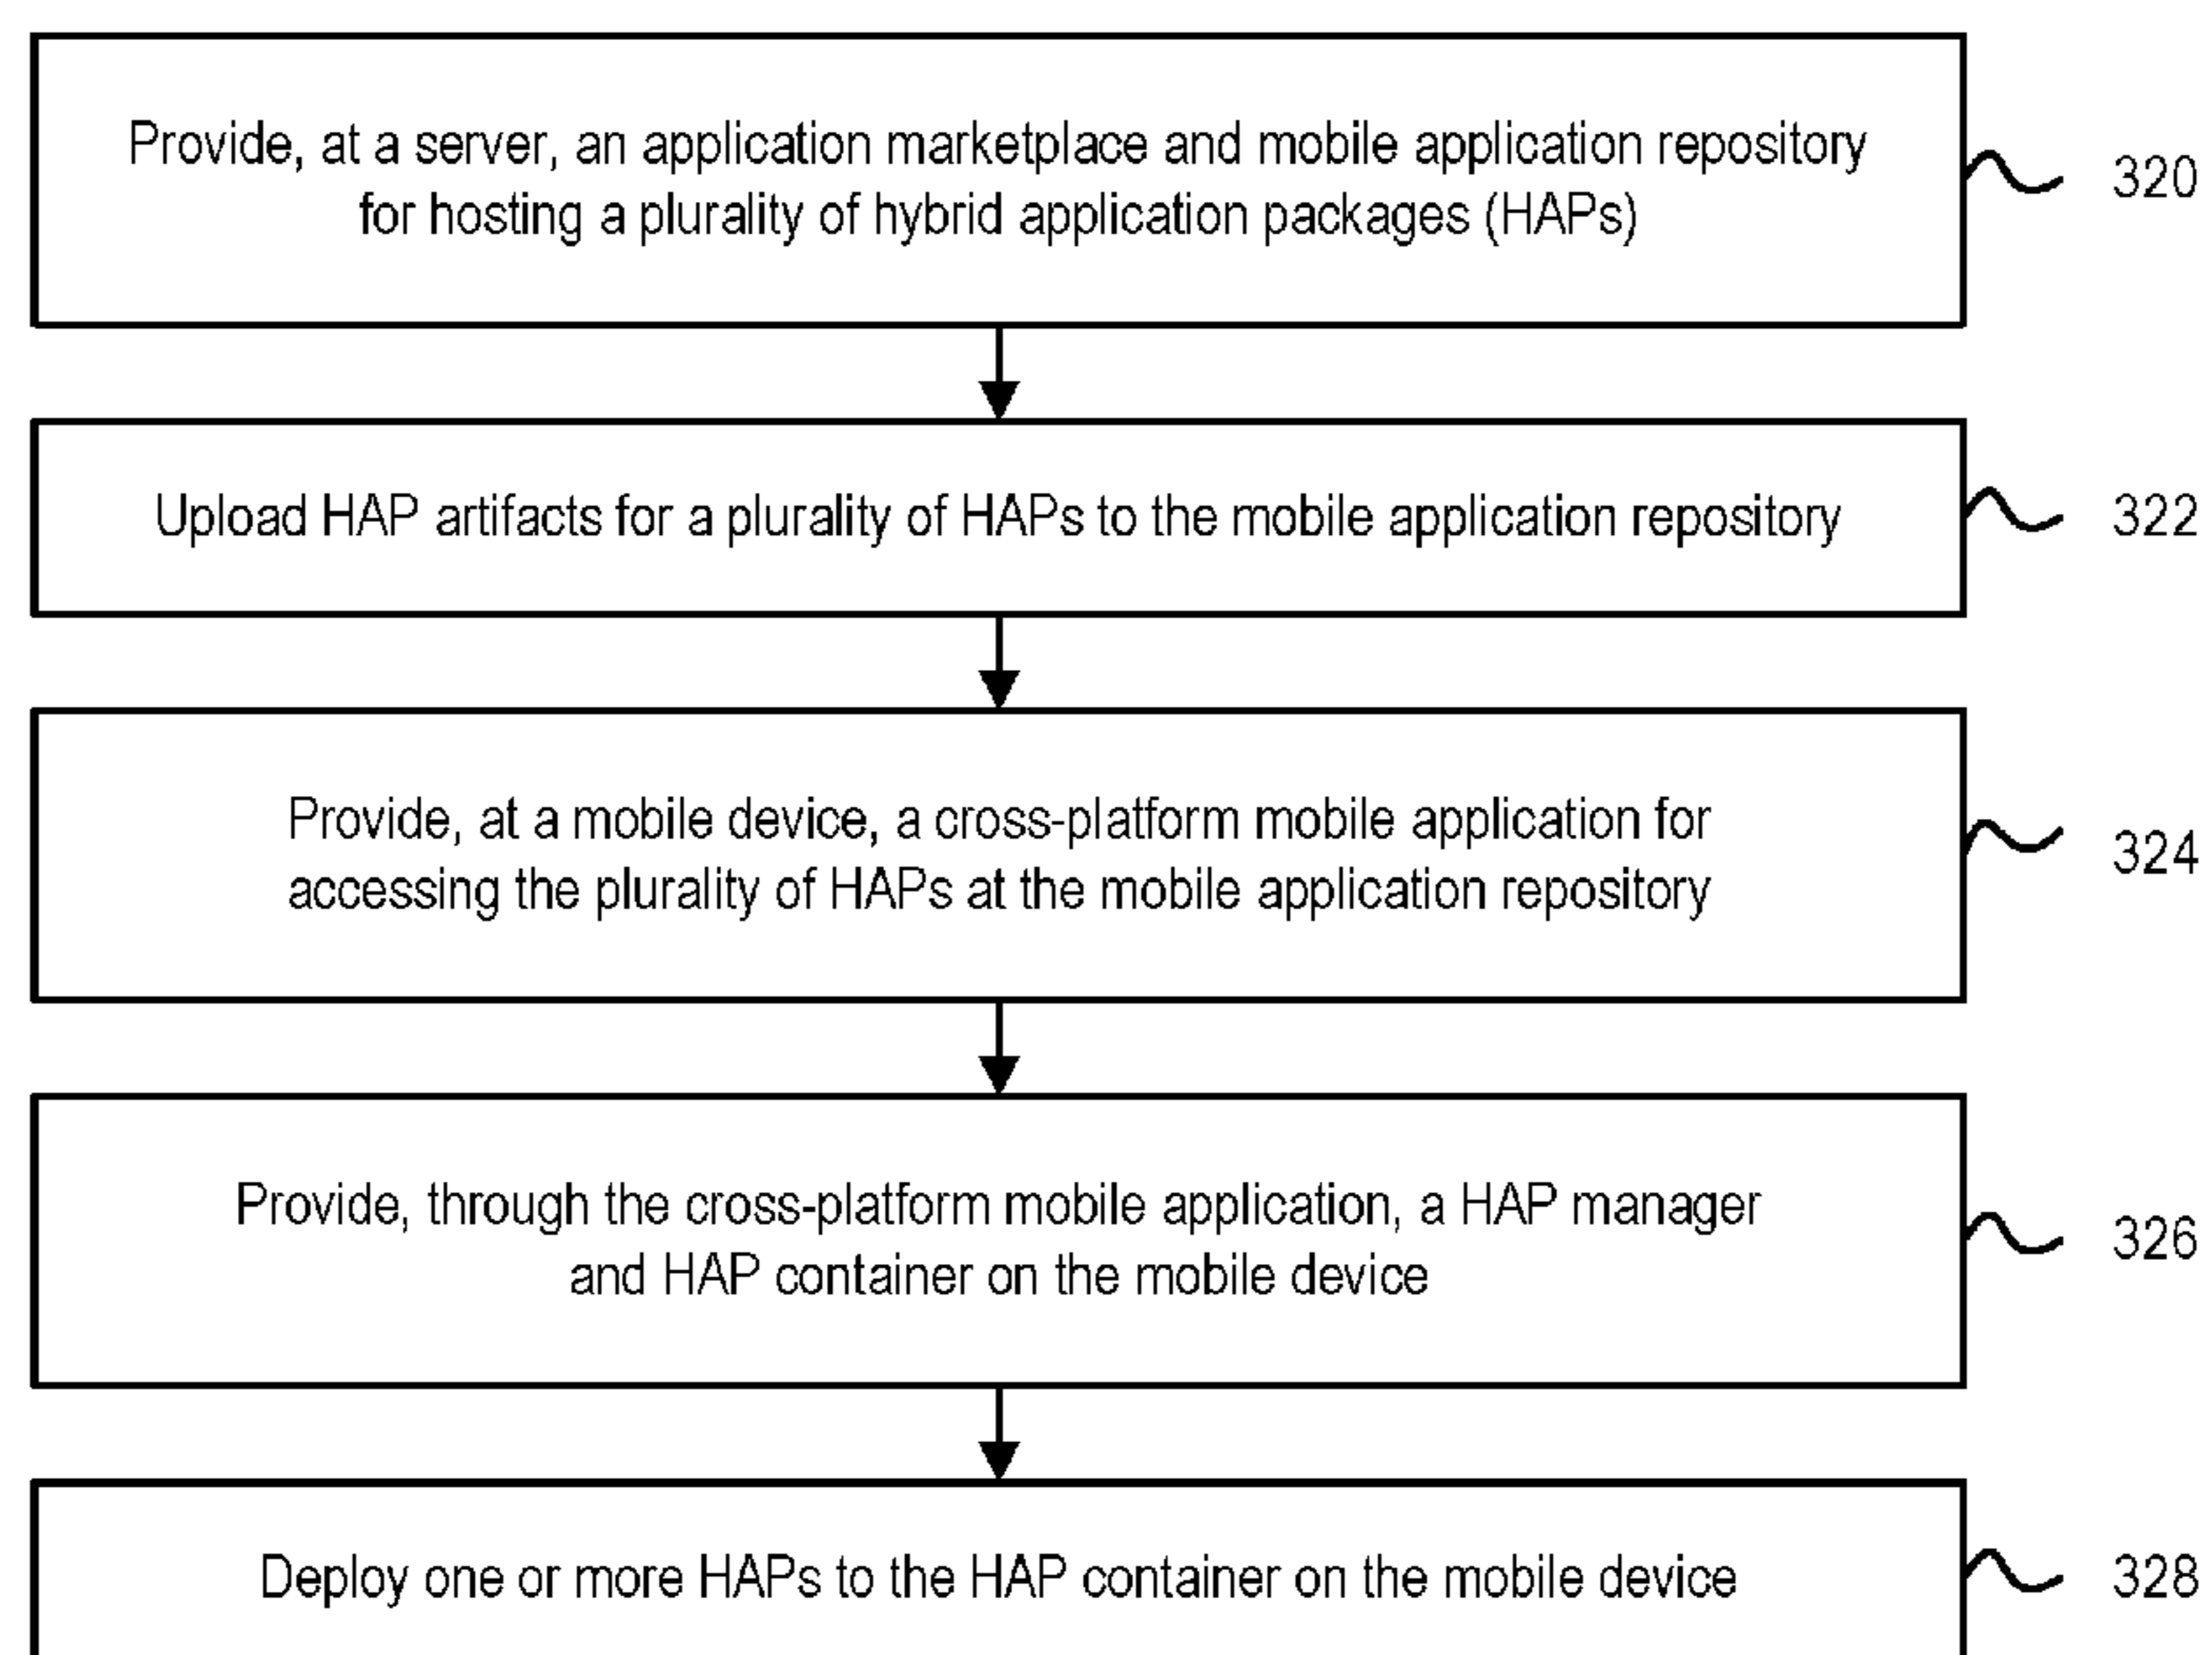 Provide, at a server, an application marketplace and mobile application repository
for hosting a plurality of hybrid application packages (HAPs)
320
Upload HAP artifacts for a plurality of HAPs to the mobile application repository
322
Provide, at a mobile device, a cross-platform mobile application for
accessing the plurality of HAPs at the mobile application repository
324
Provide, through the cross-platform mobile application, a HAP manager
and HAP container on the mobile device
326
Deploy one or more HAPs to the HAP container on the mobile device
328